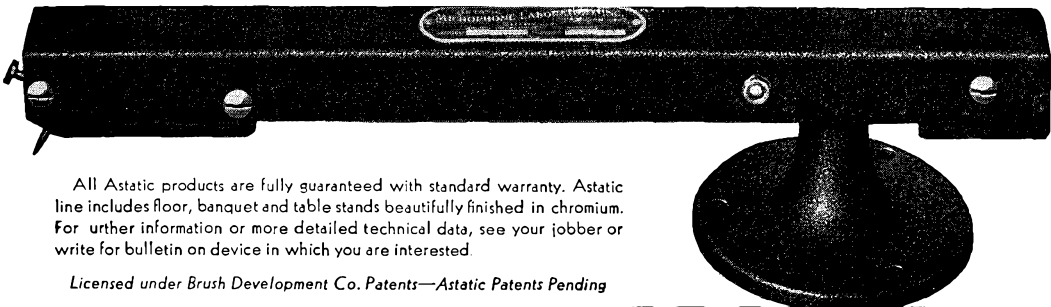 MICROPHONE LABORATORY
All Astatic products are fully guaranteed with standard warranty. Astatic
line includes floor, banquet and table stands beautifully finished in chromium.
For urther information or more detailed technical data, see your jobber or
write for bulletin on device in which you are interested.
Licensed under Brush Development Co. Patents—Astatic Patents Pending